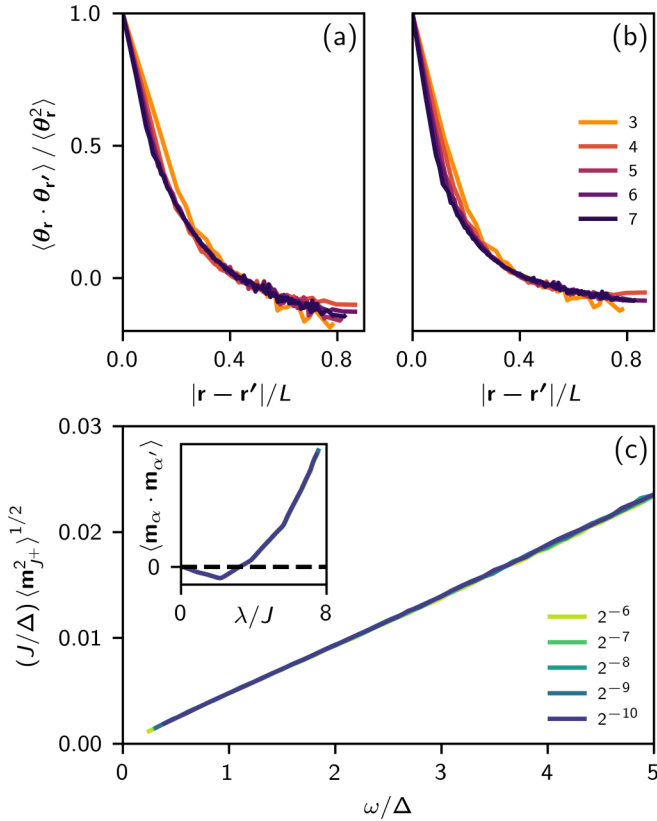 (a)
(b)
1.0
0.5
0.0
⟨θ_r · θ_r′⟩ / ⟨θ_r^2⟩
3
4
5
6
7
0.0 0.4 0.8
0.0 0.4 0.8
|r − r′|/L
|r − r′|/L
(c)
0.03
0.02
0.01
0.00
(J/Δ) ⟨m_{J+}^2⟩^{1/2}
⟨m_α · m_α′⟩
0
0 8
λ/J
2^{−6}
2^{−7}
2^{−8}
2^{−9}
2^{−10}
0 1 2 3 4 5
ω/Δ